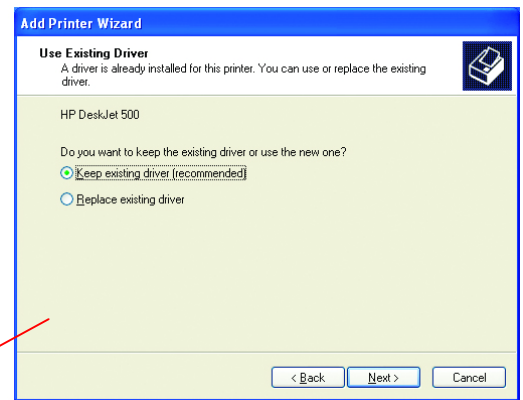 Add Printer Wizard
Use Existing Driver
A driver is already installed for this printer. You can use or replace the existing
driver.
HP DeskJet 500
Do you want to keep the existing driver or use the new one?
Keep existing driver (recommended)
Replace existing driver
< Back Next > Cancel